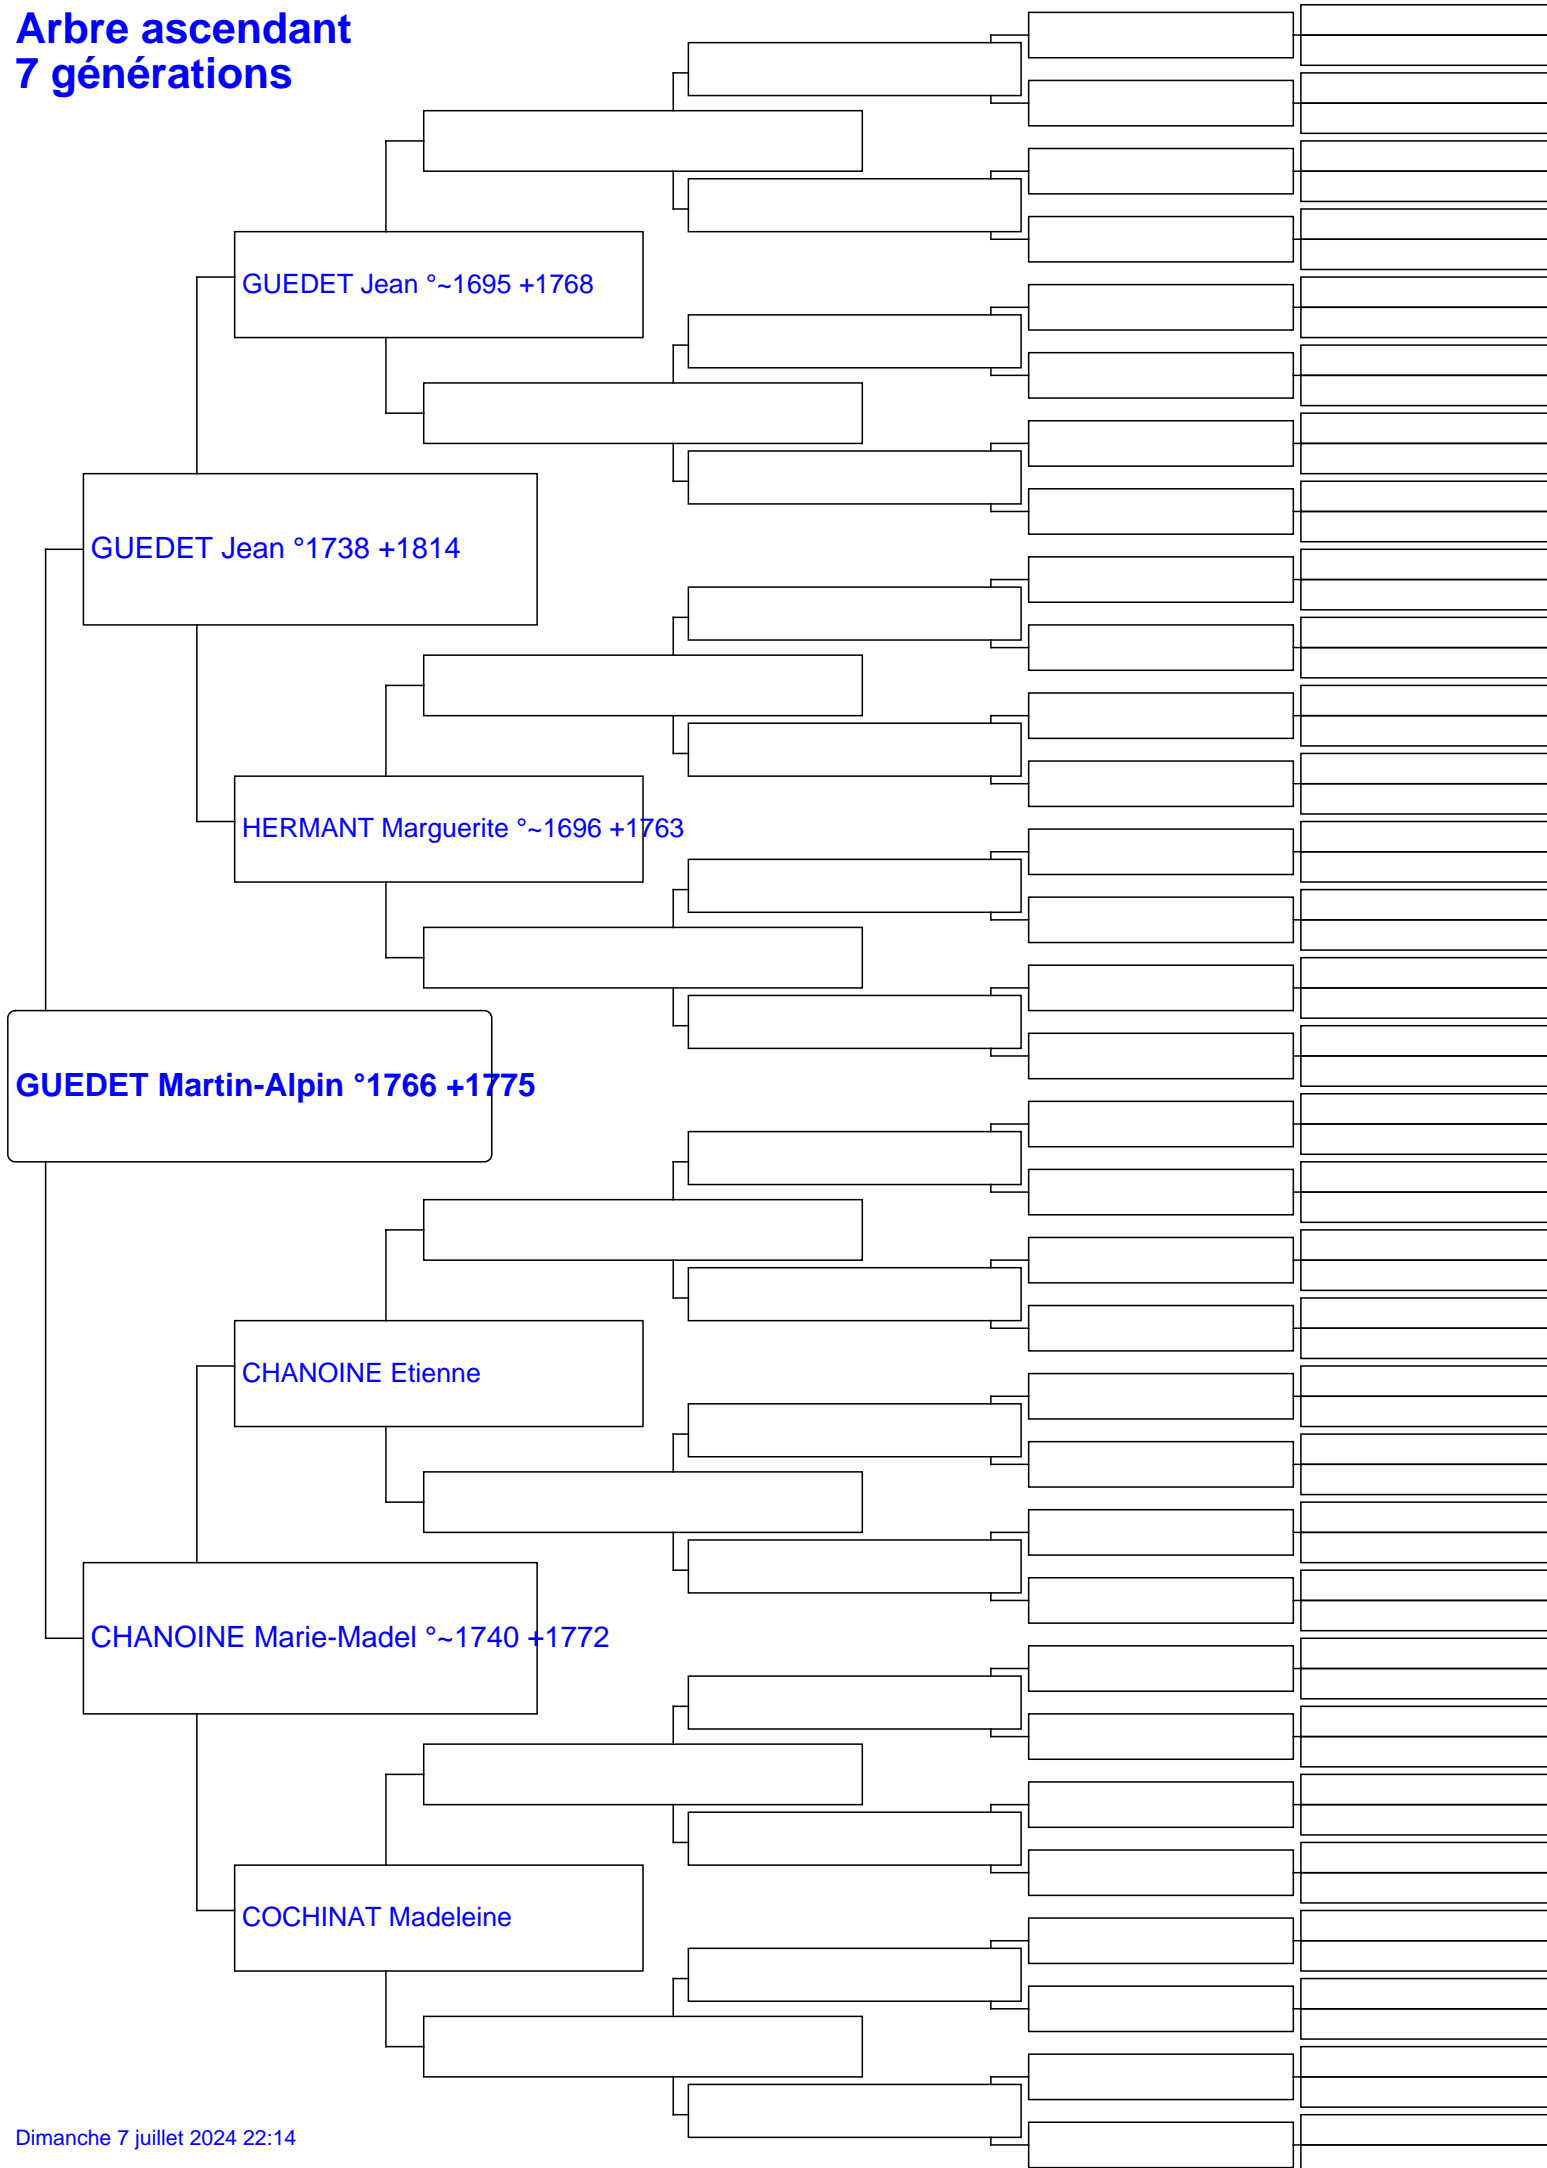 Arbre ascendant
7 générations
GUEDET Jean °~1695 +1768
GUEDET Jean °1738 +1814
HERMANT Marguerite °~1696 +1763
GUEDET Martin-Alpin °1766 +1775
CHANOINE Etienne
CHANOINE Marie-Madel °~1740 +1772
COCHINAT Madeleine
Dimanche 7 juillet 2024 22:14